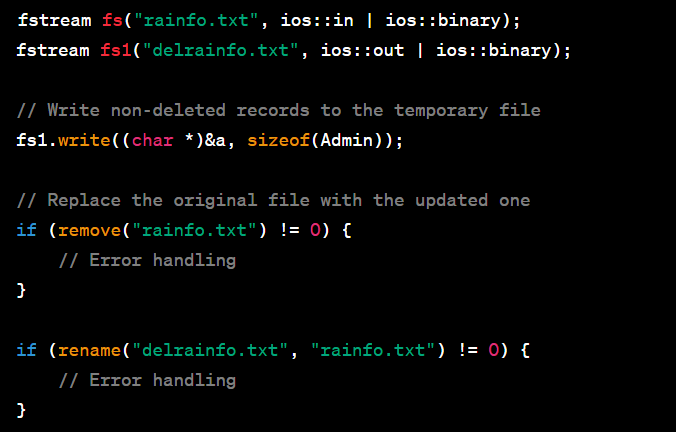 fstream fs("rainfo.txt", ios::in | ios::binary);
fstream fs1("delrainfo.txt", ios::out | ios::binary);
// Write non-deleted records to the temporary file
fs1.write((char *)&a, sizeof(Admin));
// Replace the original file with the updated one
if (remove("rainfo.txt") != 0) {
    // Error handling
}
if (rename("delrainfo.txt", "rainfo.txt") != 0) {
    // Error handling
}